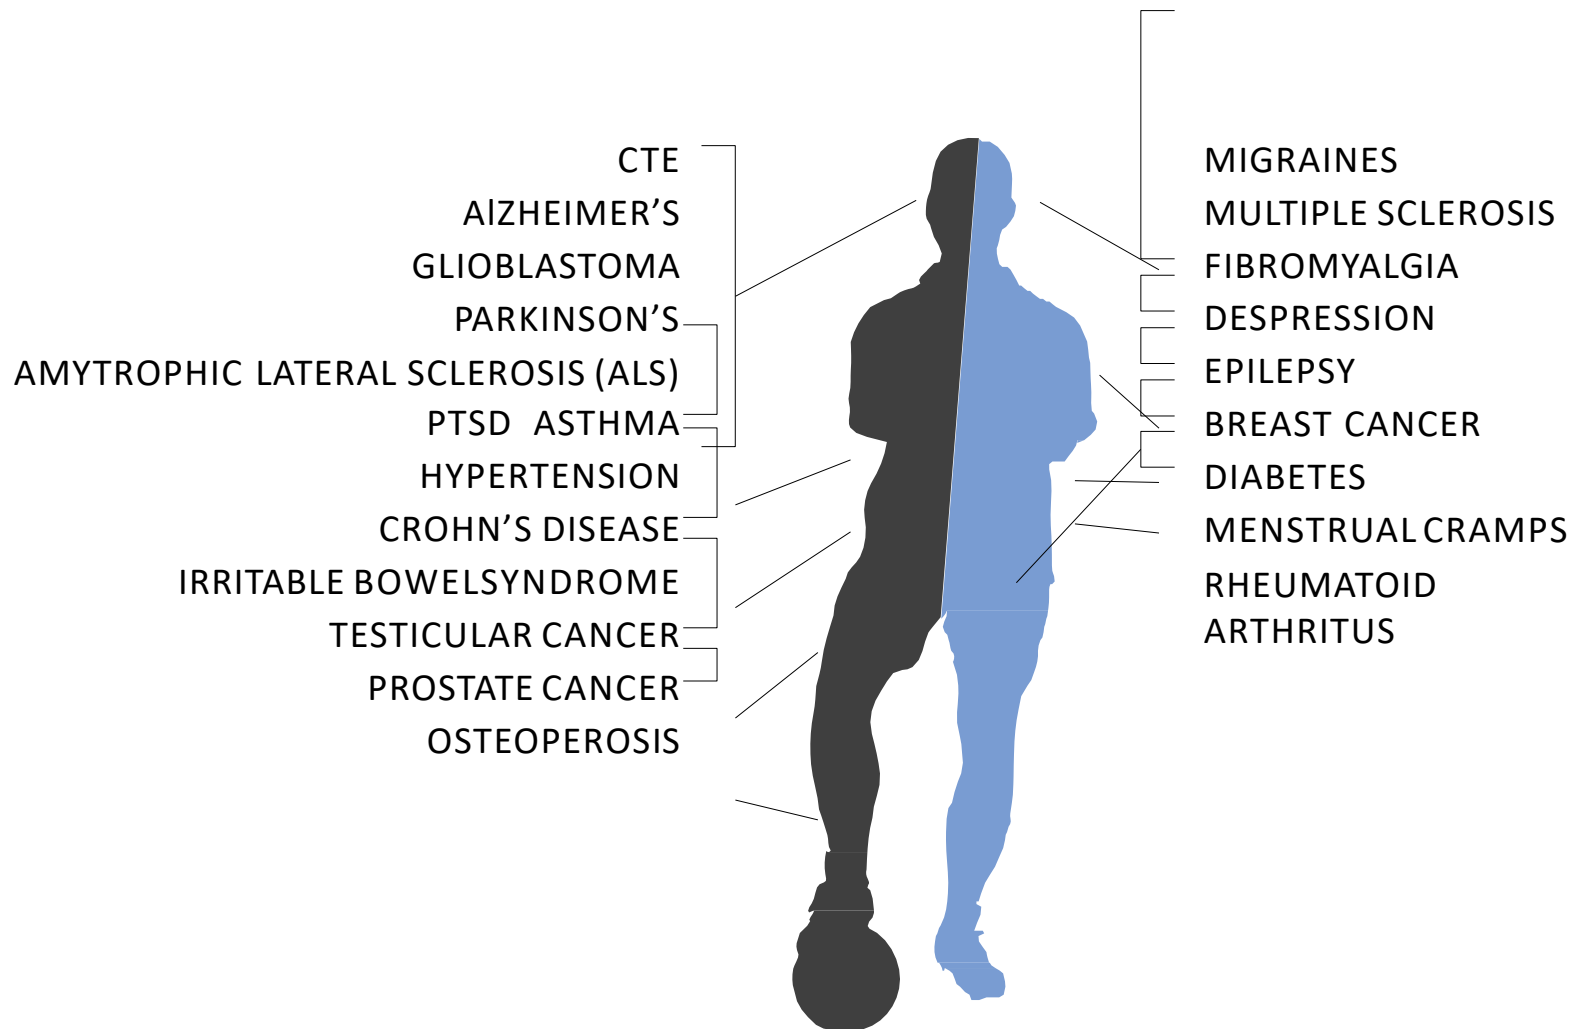 CTE
AlZHEIMER'S
GLIOBLASTOMA
PARKINSON'S
AMYTROPHIC LATERAL SCLEROSIS (ALS)
PTSD ASTHMA
HYPERTENSION
CROHN'S DISEASE
IRRITABLE BOWELSYNDROME
TESTICULAR CANCER
PROSTATE CANCER
OSTEOPEROSIS
MIGRAINES
MULTIPLE SCLEROSIS
FIBROMYALGIA
DESPRESSION
EPILEPSY
BREAST CANCER
DIABETES
MENSTRUAL CRAMPS
RHEUMATOID
ARTHRITUS